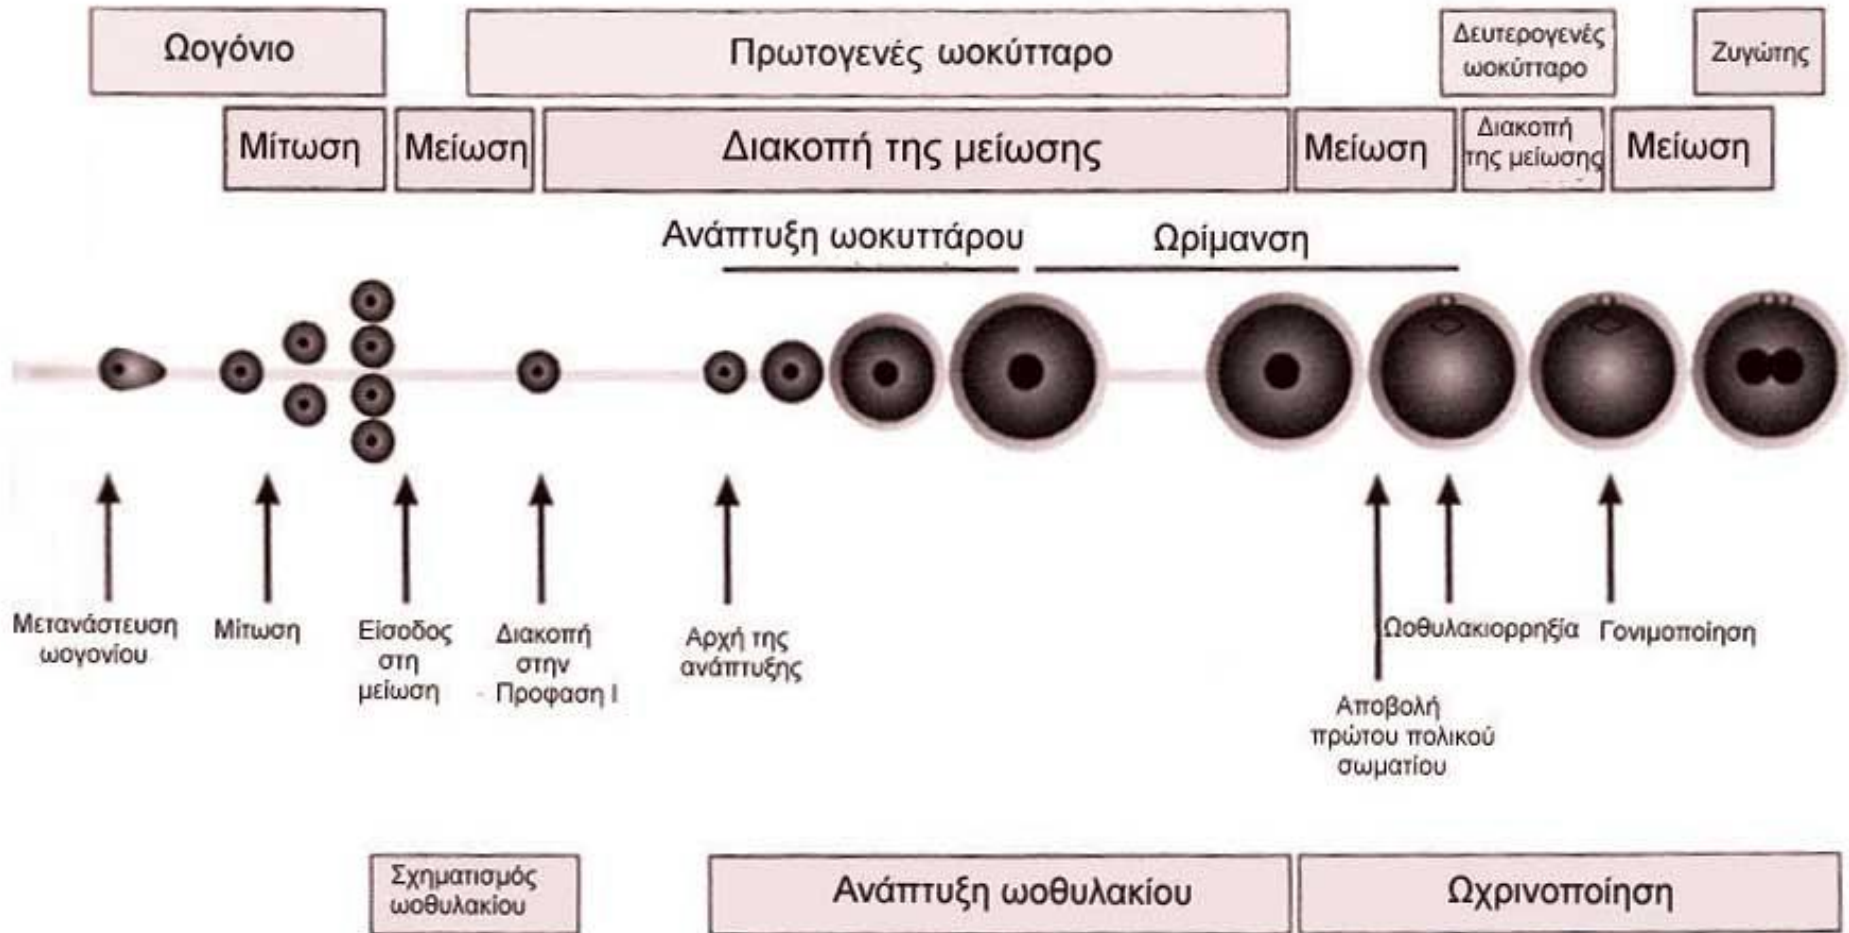 Ωογόνιο
Πρωτογενές ωοκύτταρο
Δευτερογενές
ωοκύτταρο
Ζυγώτης
Μίτωση
Μείωση
Διακοπή της μείωσης
Μείωση
Διακοπή
της μείωσης
Μείωση
Ανάπτυξη ωοκυττάρου
Ωρίμανση
Μετανάστευση
ωογονίου
Μίτωση
Είσοδος
στη
μείωση
Διακοπή
στην
Προφαση Ι
Αρχή της
ανάπτυξης
Ωοθυλακιορρηξία
Γονιμοποίηση
Αποβολή
πρώτου πολικού
σωματίου
Σχηματισμός
ωοθυλακίου
Ανάπτυξη ωοθυλακίου
Ωχρινοποίηση